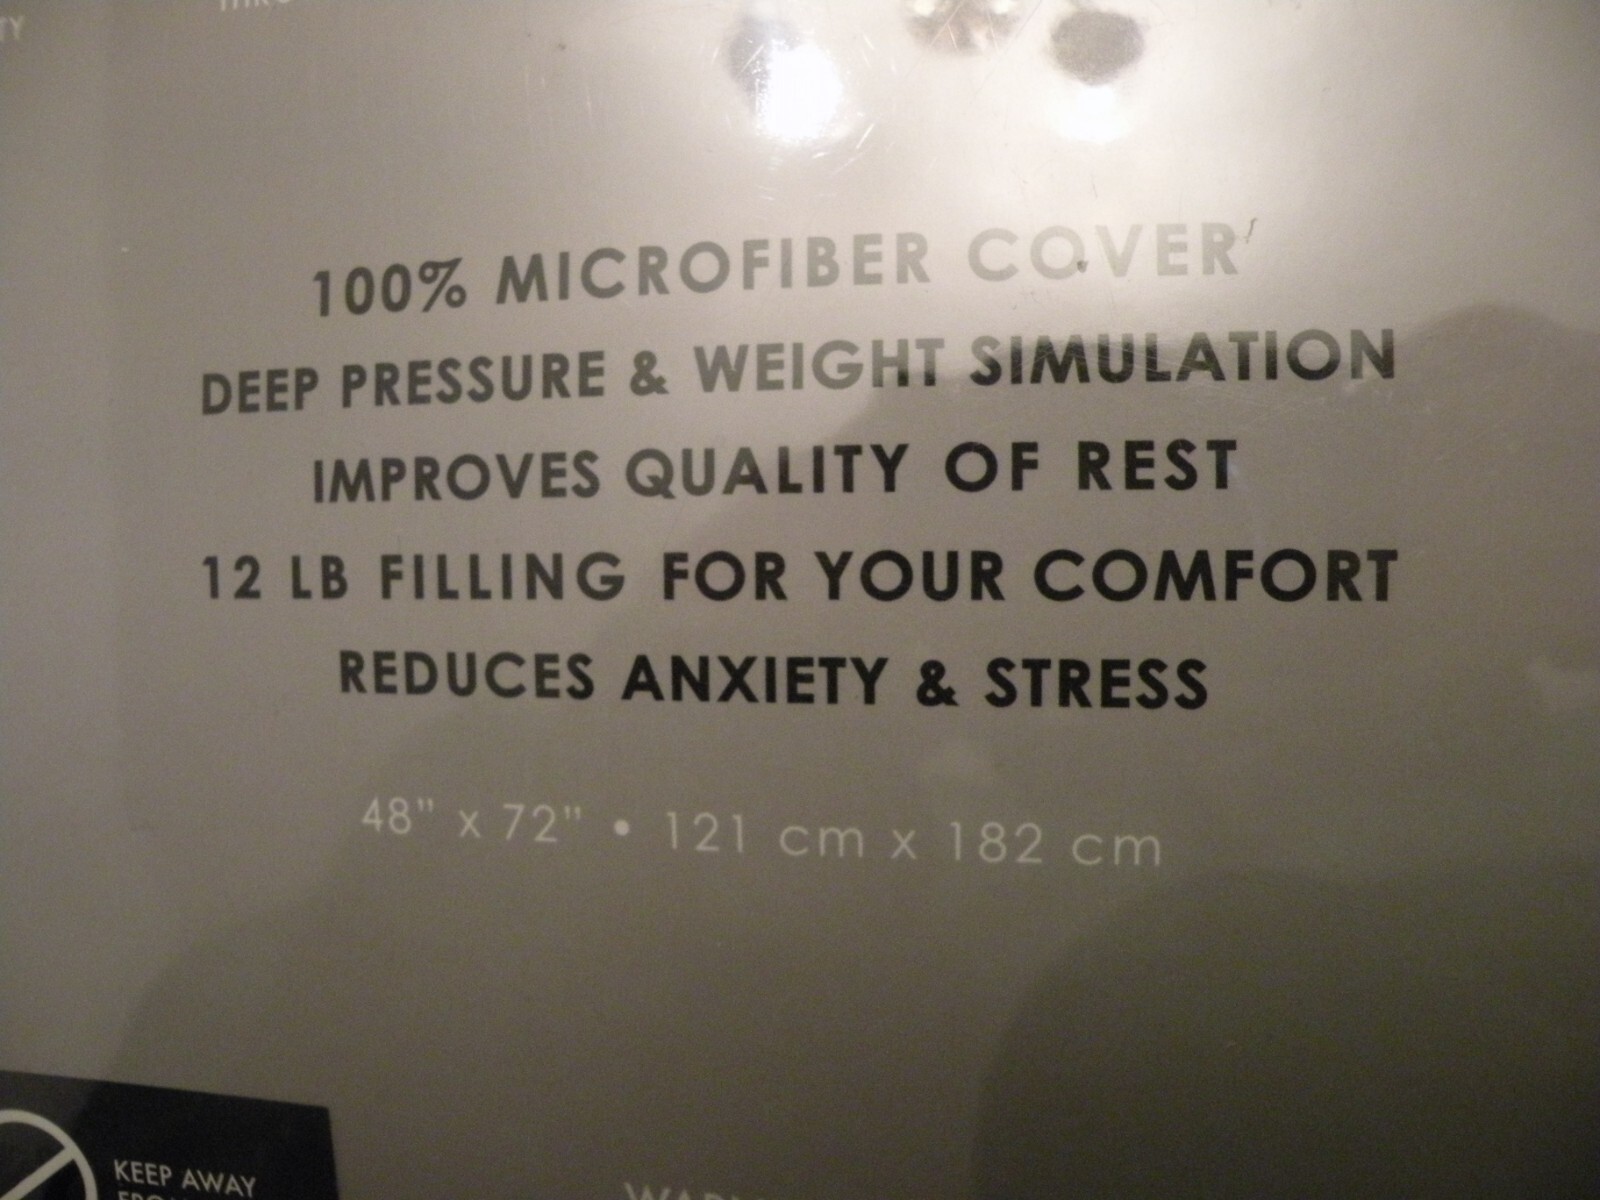 TY
100% MICROFIBER COVER
DEEP PRESSURE & WEIGHT SIMULATION
IMPROVES QUALITY OF REST
12 LB FILLING FOR YOUR COMFORT
REDUCES ANXIETY & STRESS
48" x 72" • 121 cm x 182 cm
KEEP AWAY